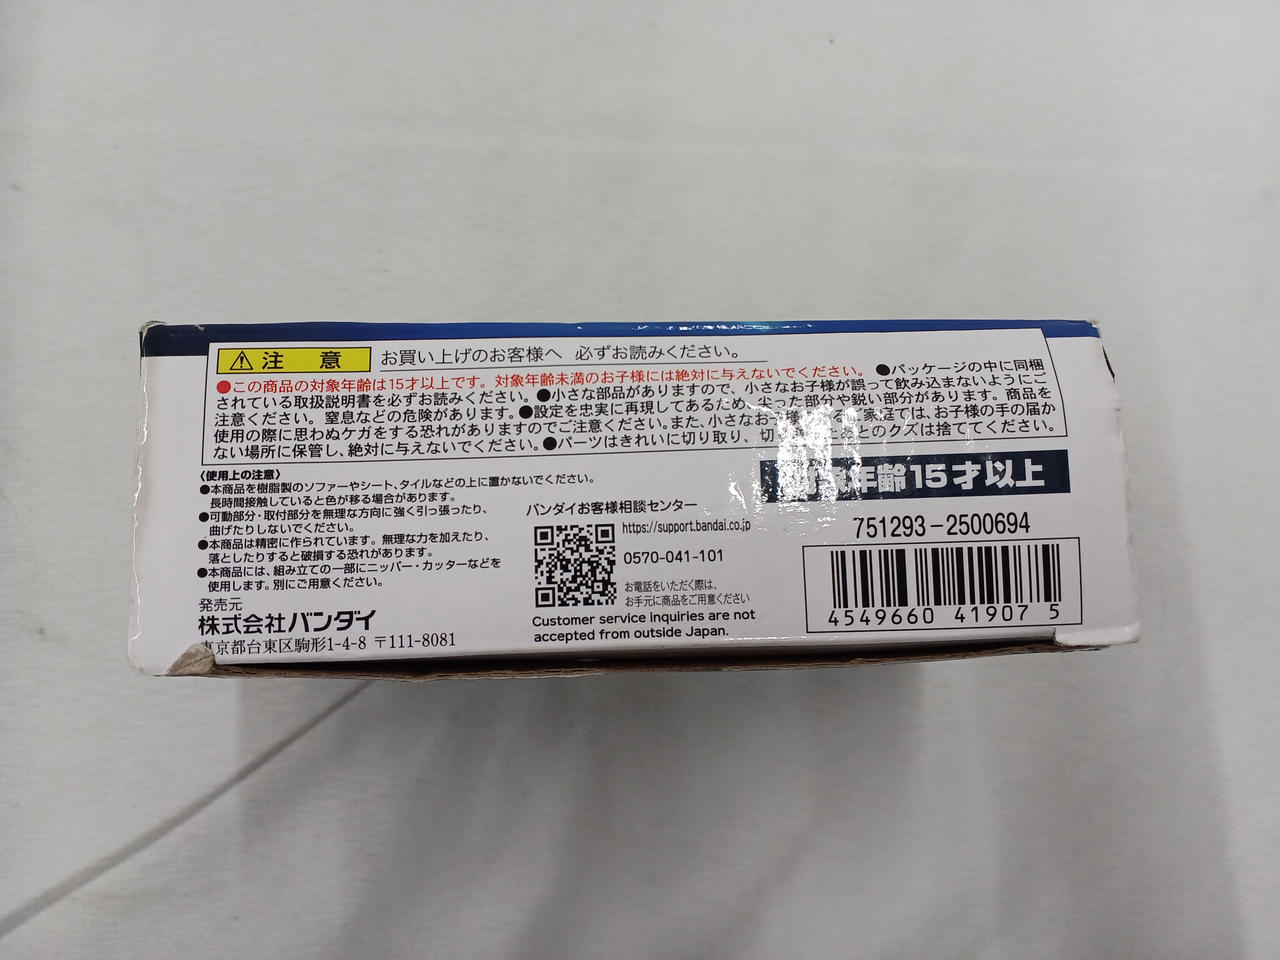 注 意
お買い上げのお客様へ 必ずお読みください。
●この商品の対象年齢は15才以上です。対象年齢未満のお子様には絶対に与えないでください。●パッケージの中に同梱
されている取扱説明書を必ずお読みください。●小さな部品がありますので、小さなお子様が誤って飲み込まないようにご
注意ください。窒息などの危険があります。●設定を忠実に再現してあるため、尖った部分や鋭い部分があります。商品を
使用の際に思わぬケガをする恐れがありますのでご注意ください。また、小さなお子様 るご家庭では、お子様の手の届か
ない場所に保管し、絶対に与えないでください。●パーツはきれいに切り取り、切 あとのクズは捨ててください。
〈使用上の注意〉
●本商品を樹脂製のソファーやシート、タイルなどの上に置かないでください。
長時間接触していると色が移る場合があります。
●可動部分・取付部分を無理な方向に強く引っ張ったり、
曲げたりしないでください。
●本商品は精密に作られています。無理な力を加えたり、
落としたりすると破損する恐れがあります。
●本商品には、組み立ての一部にニッパー・カッターなどを
使用します。別にご用意ください。
発売元
株式会社バンダイ
東京都台東区駒形1-4-8 〒111-8081
バンダイお客様相談センター
https://support.bandai.co.jp
0570-041-101
お電話をいただく際は、
お手元に商品をご用意ください
Customer service inquiries are not
accepted from outside Japan.
対象年齢15才以上
751293-2500694
4549660 41907 5